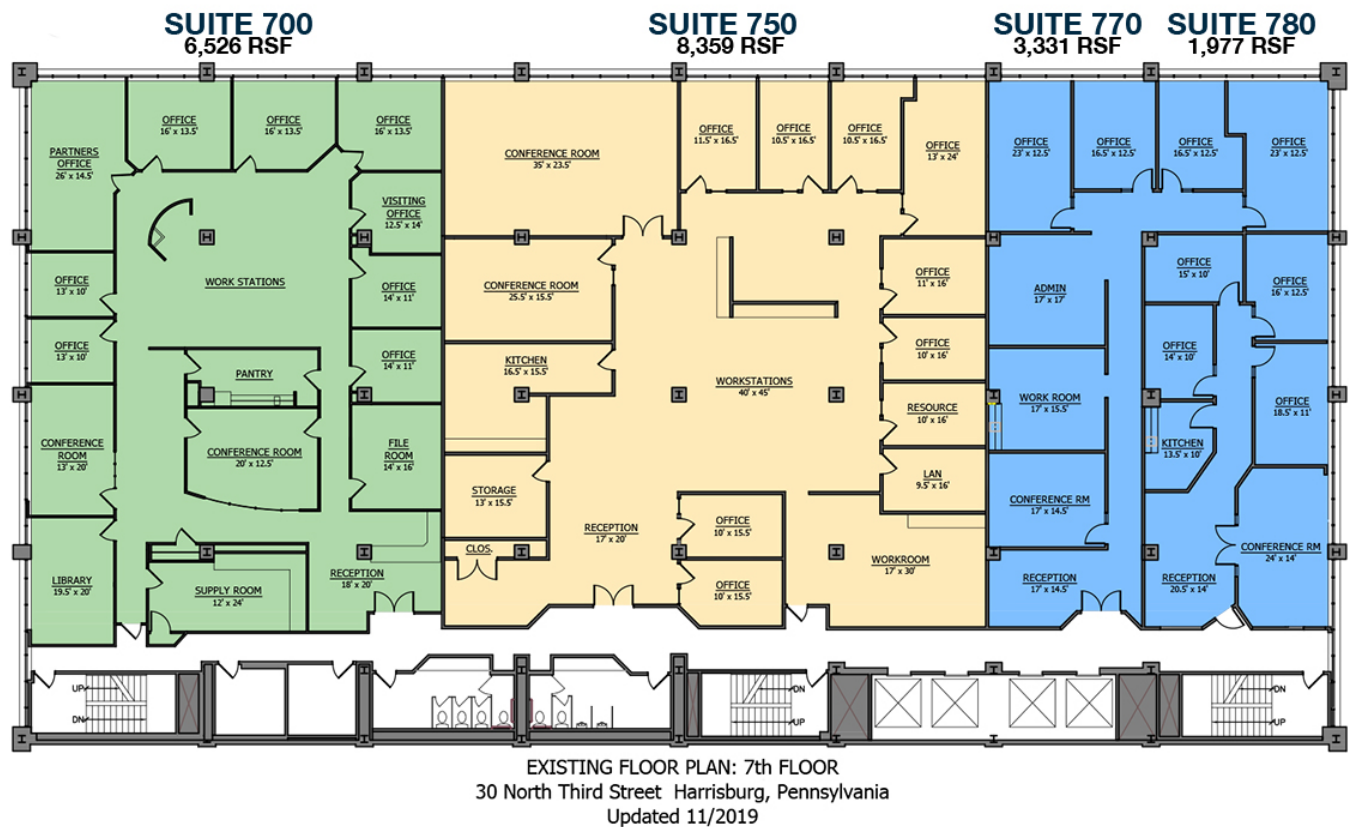 SUITE 700
6,526 RSF
SUITE 750
8,359 RSF
SUITE 770
3,331 RSF
SUITE 780
1,977 RSF
PARTNERS
OFFICE
26' x 14.5'
OFFICE
16' x 13.5'
OFFICE
16' x 13.5'
OFFICE
16' x 13.5'
VISITING
OFFICE
12.5' x 14'
OFFICE
13' x 10'
WORK STATIONS
OFFICE
14' x 11'
OFFICE
13' x 10'
OFFICE
14' x 11'
PANTRY
CONFERENCE
ROOM
13' x 20'
CONFERENCE ROOM
20' x 12.5'
FILE
ROOM
14' x 16'
LIBRARY
19.5' x 20'
SUPPLY ROOM
12' x 24'
RECEPTION
18' x 20'
CONFERENCE ROOM
35' x 23.5'
OFFICE
11.5' x 16.5'
OFFICE
10.5' x 16.5'
OFFICE
10.5' x 16.5'
OFFICE
13' x 24'
CONFERENCE ROOM
25.5' x 15.5'
OFFICE
11' x 16'
KITCHEN
16.5' x 15.5'
OFFICE
10' x 16'
WORKSTATIONS
40' x 45'
RESOURCE
10' x 16'
STORAGE
13' x 15.5'
LAN
9.5' x 16'
RECEPTION
17' x 20'
OFFICE
10' x 15.5'
CLOS.
WORKROOM
17' x 30'
OFFICE
10' x 15.5'
OFFICE
23' x 12.5'
OFFICE
16.5' x 12.5'
ADMIN
17' x 17'
WORK ROOM
17' x 15.5'
CONFERENCE RM
17' x 14.5'
RECEPTION
17' x 14.5'
OFFICE
16.5' x 12.5'
OFFICE
23' x 12.5'
OFFICE
15' x 10'
OFFICE
16' x 12.5'
OFFICE
14' x 10'
OFFICE
18.5' x 11'
KITCHEN
13.5' x 10'
CONFERENCE RM
24' x 14'
RECEPTION
20.5' x 14'
UP
DN
DN
UP
DN
UP
EXISTING FLOOR PLAN: 7th FLOOR
30 North Third Street Harrisburg, Pennsylvania
Updated 11/2019